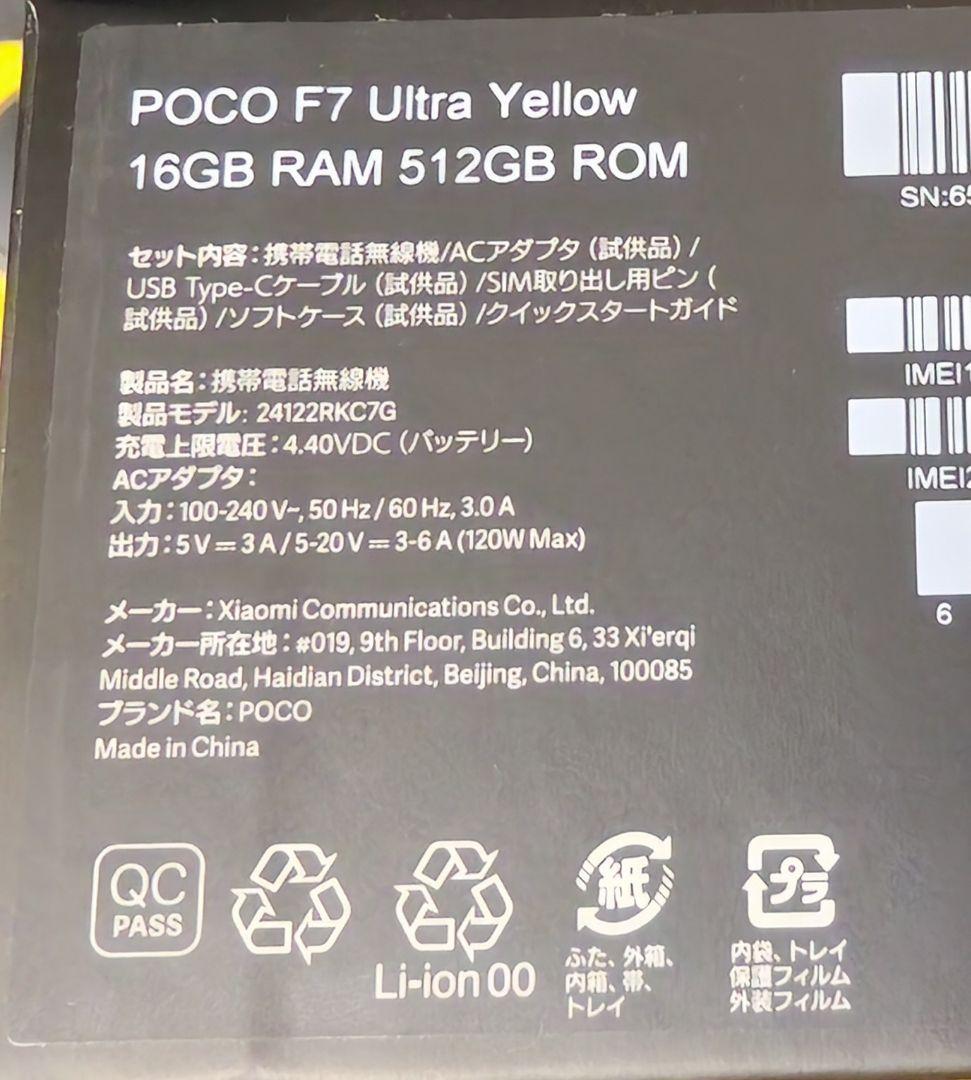 POCO F7 Ultra Yellow
16GB RAM 512GB ROM
セット内容：携帯電話無線機/ACアダプタ（試供品）/
USB Type-Cケーブル（試供品）/SIM取り出し用ピン（
試供品）/ソフトケース（試供品）/クイックスタートガイド
製品名：携帯電話無線機
製品モデル: 24122RKC7G
充電上限電圧：4.40VDC（バッテリー）
ACアダプタ：
入力：100-240 V~, 50 Hz / 60 Hz, 3.0 A
出力：5 V⎓3 A / 5-20 V⎓3-6 A (120W Max)
メーカー：Xiaomi Communications Co., Ltd.
メーカー所在地：#019, 9th Floor, Building 6, 33 Xi'erqi
Middle Road, Haidian District, Beijing, China, 100085
ブランド名：POCO
Made in China
SN:65
IMEI1
IMEI2
6
QC
PASS
Li-ion 00
紙
ふた、外箱、
内箱、帯、
トレイ
プラ
内袋、トレイ
保護フィルム
外装フィルム